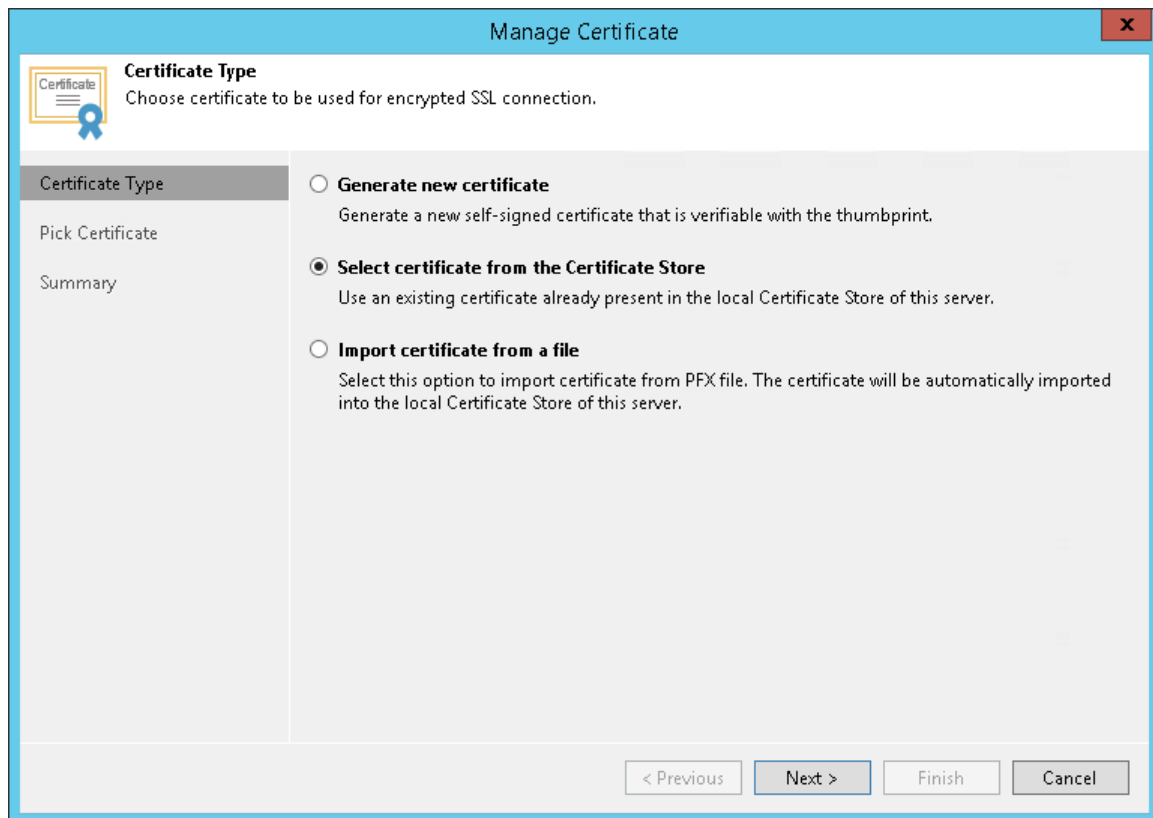 Manage Certificate
x
Certificate
Certificate Type
Choose certificate to be used for encrypted SSL connection.
Certificate Type
Pick Certificate
Summary
Generate new certificate
Generate a new self-signed certificate that is verifiable with the thumbprint.
Select certificate from the Certificate Store
Use an existing certificate already present in the local Certificate Store of this server.
Import certificate from a file
Select this option to import certificate from PFX file. The certificate will be automatically imported
into the local Certificate Store of this server.
< Previous
Next >
Finish
Cancel